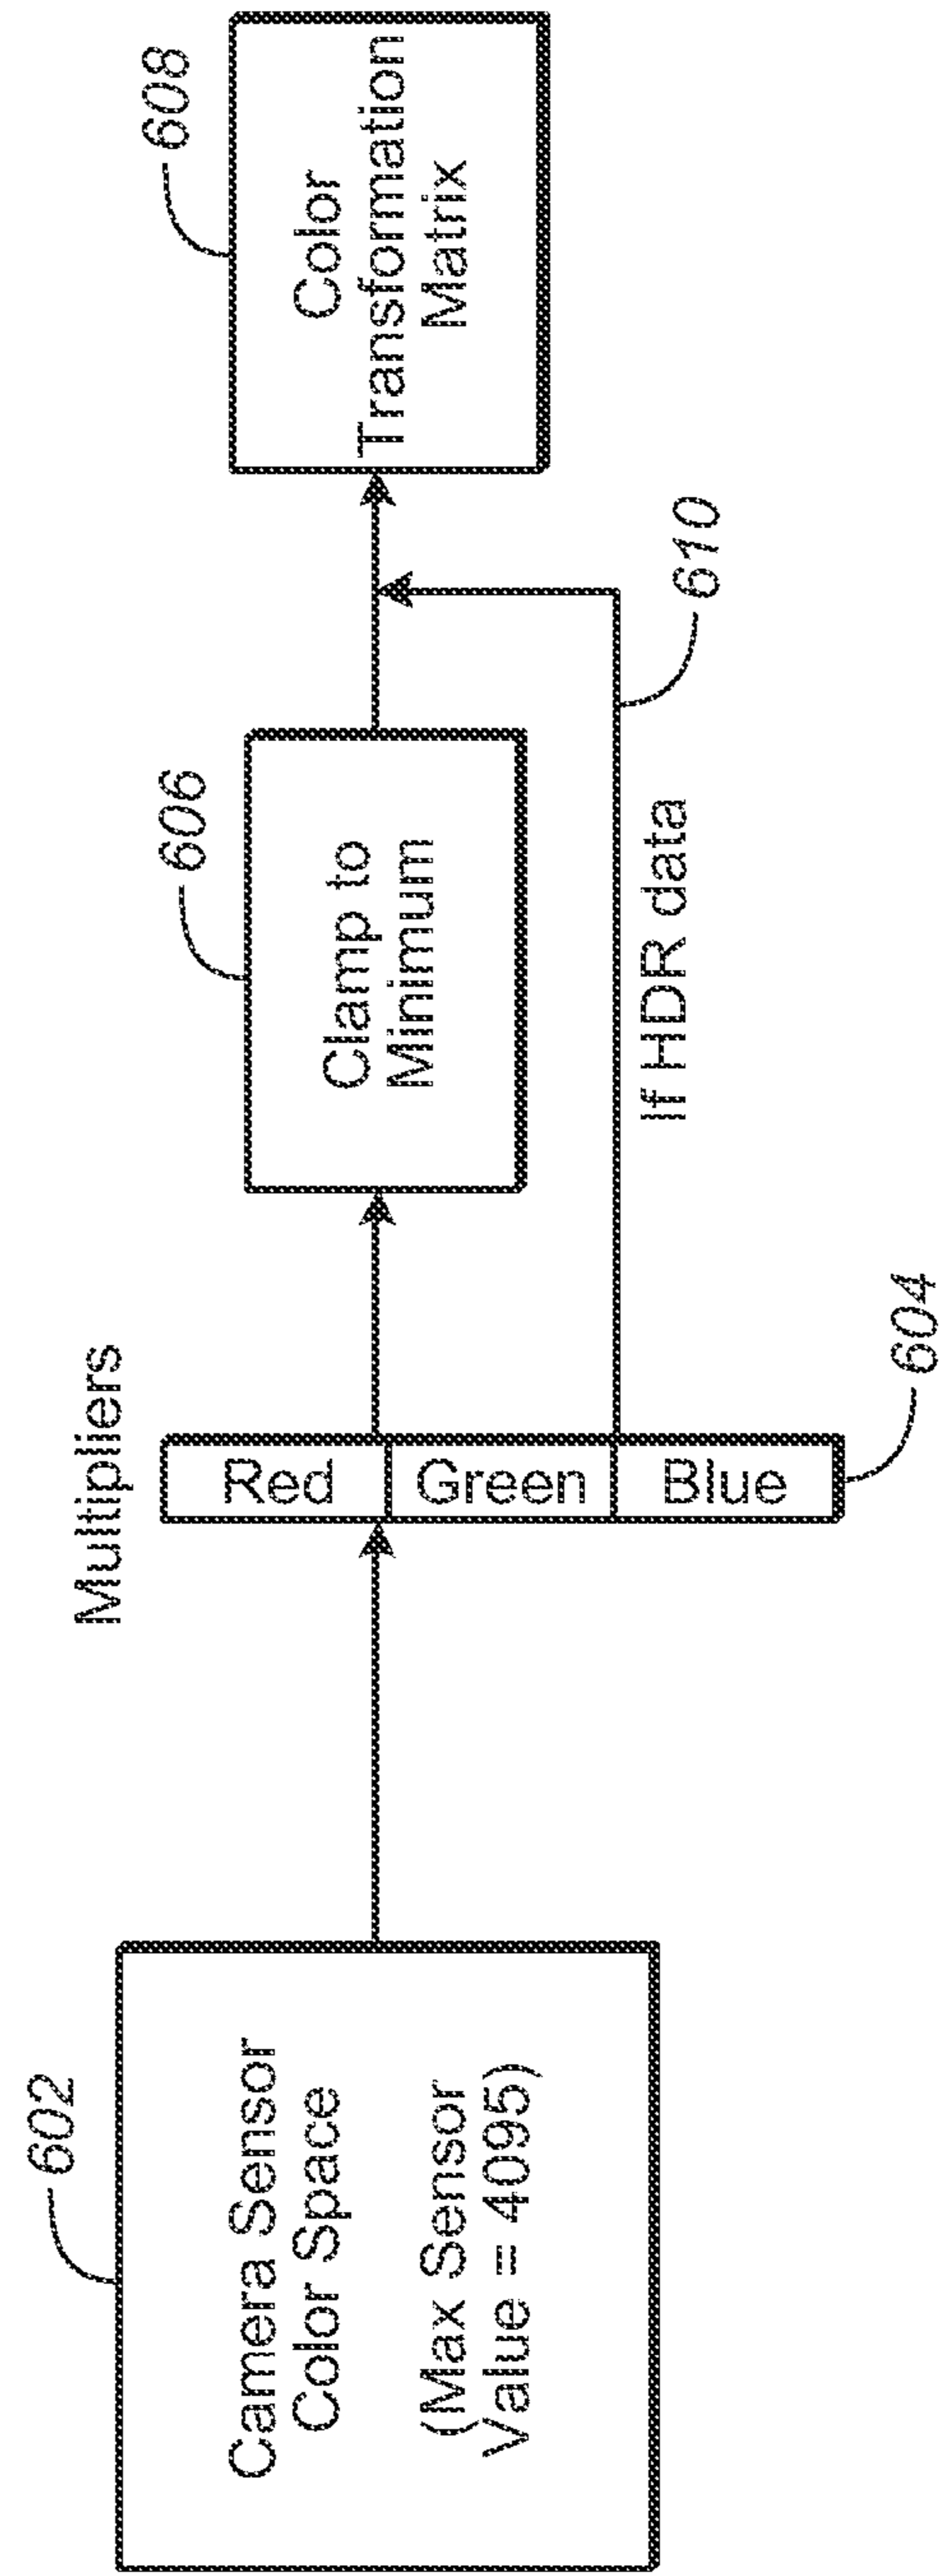 602
Camera Sensor
Color Space
(Max Sensor
Value = 4095)
Multipliers
Red
Green
Blue
604
606
Clamp to
Minimum
If HDR data
610
608
Color
Transformation
Matrix